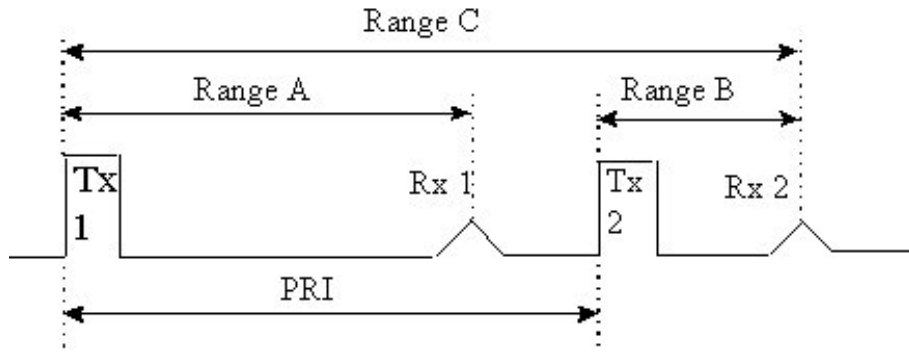 Range C
Range A
Range B
Tx
1
Rx 1
Tx
2
Rx 2
PRI